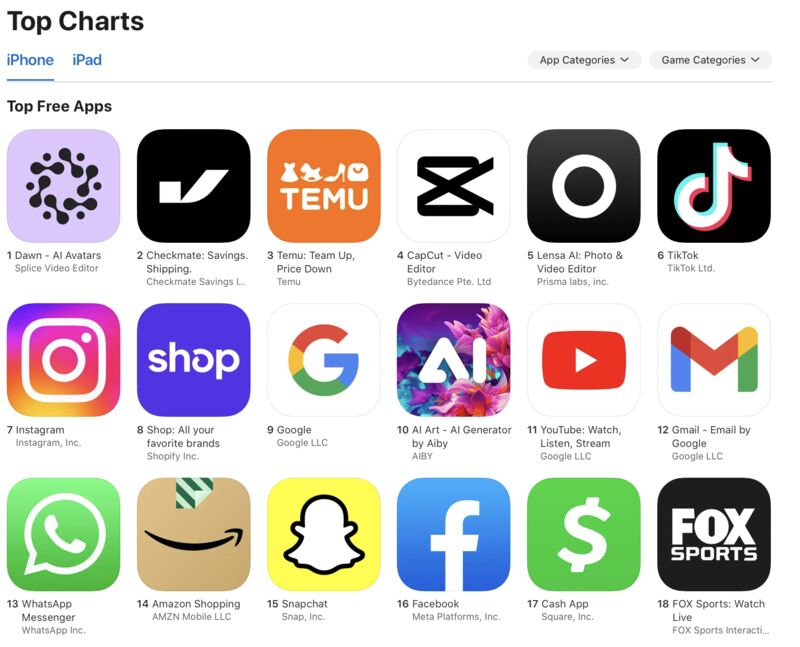 Top Charts
iPhone iPad App Categories Game Categories
Top Free Apps
TEMU
1 Dawn - AI Avatars
Splice Video Editor
2 Checkmate: Savings.
Shipping.
Checkmate Savings I...
3 Temu: Team Up,
Price Down
Temu
4 CapCut - Video
Editor
Bytedance Pte. Ltd
5 Lensa AI: Photo &
Video Editor
Prisma labs, inc.
6 TikTok
TikTok Ltd.
shop
G
AI
7 Instagram
Instagram, Inc.
8 Shop: All your
favorite brands
Shopify Inc.
9 Google
Google LLC
10 AI Art - AI Generator
by Aiby
AIBY
11 YouTube: Watch,
Listen, Stream
Google LLC
12 Gmail - Email by
Google
Google LLC
f
$
FOX
SPORTS
13 WhatsApp
Messenger
WhatsApp Inc.
14 Amazon Shopping
AMZN Mobile LLC
15 Snapchat
Snap, Inc.
16 Facebook
Meta Platforms, Inc.
17 Cash App
Square, Inc.
18 FOX Sports: Watch
Live
FOX Sports Interacti...